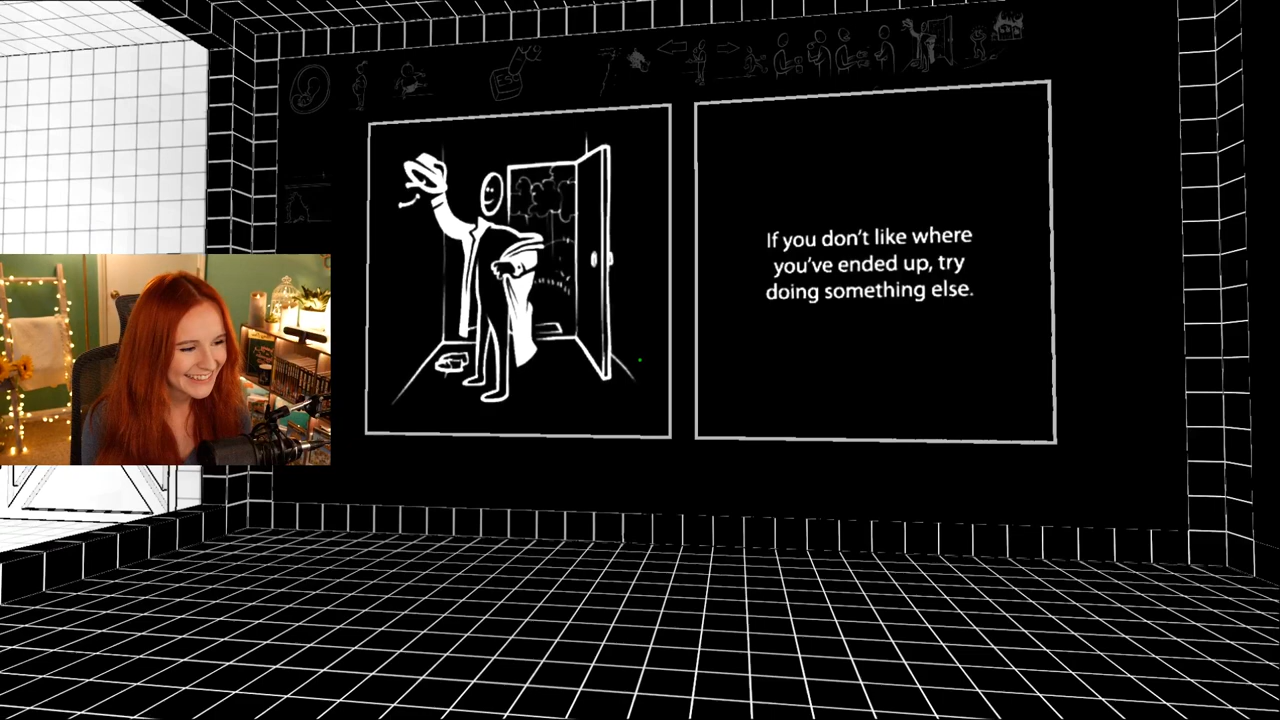 If you don't like where
you've ended up, try
doing something else.